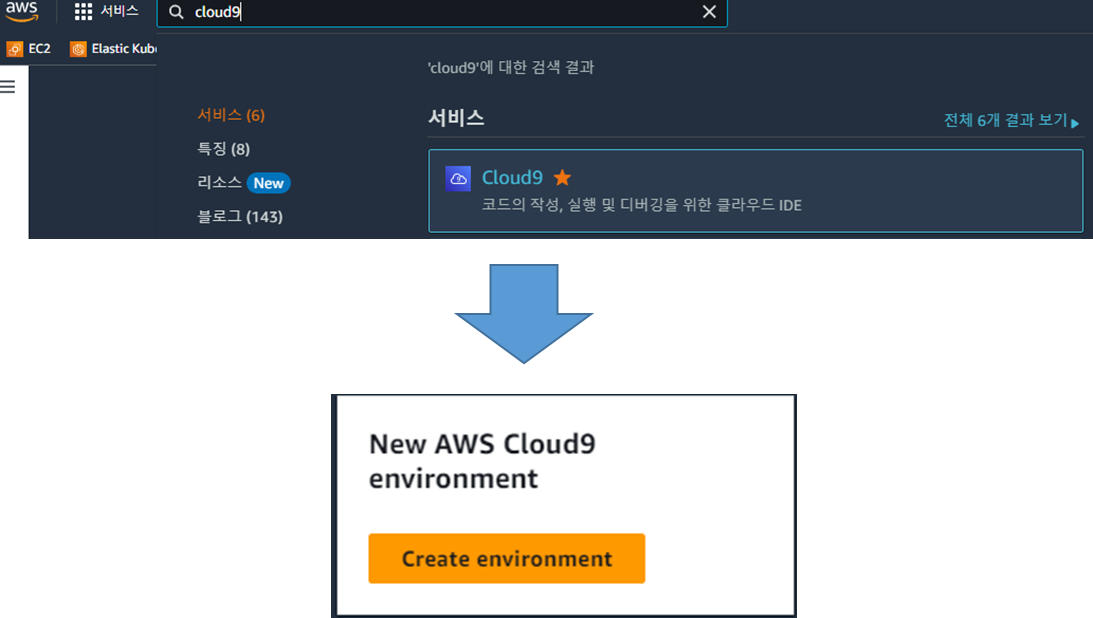 aws
서비스
cloud9
EC2
Elastic Kube
'cloud9'에 대한 검색 결과
서비스 (6)
특징 (8)
리소스 New
블로그 (143)
서비스
전체 6개 결과 보기
Cloud9
코드의 작성, 실행 및 디버깅을 위한 클라우드 IDE
New AWS Cloud9
environment
Create environment